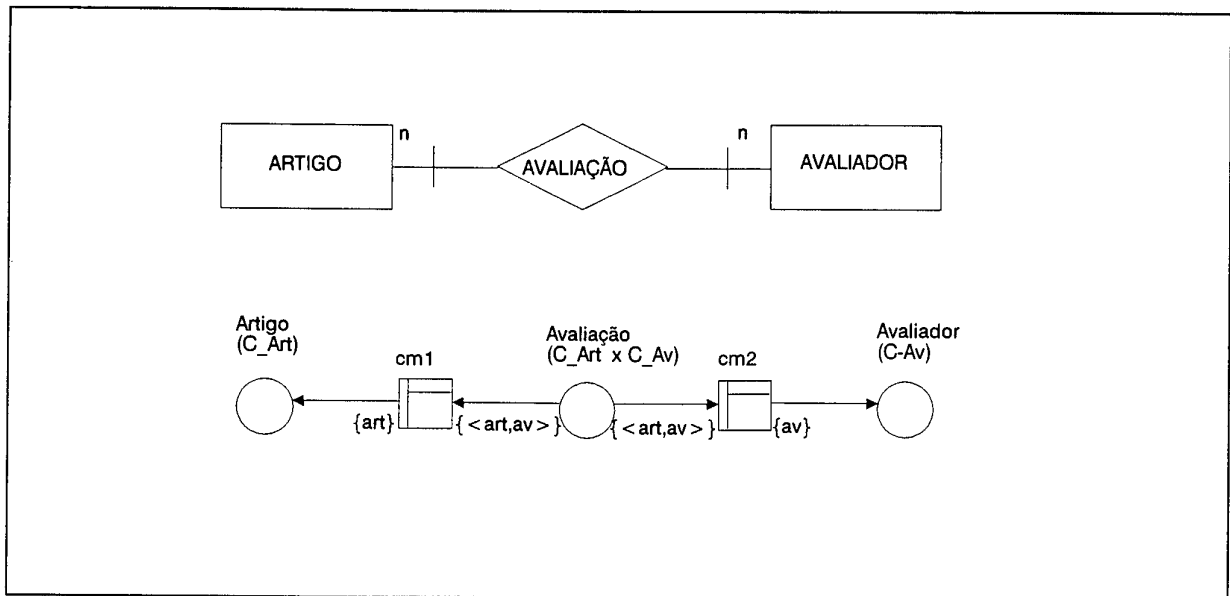 n
n
ARTIGO
AVALIAÇÃO
AVALIADOR
Artigo
(C_Art)
cm1
Avaliação
(C_Art x C_Av)
cm2
Avaliador
(C-Av)
{art}
{<art,av>}
{<art,av>}
{av}